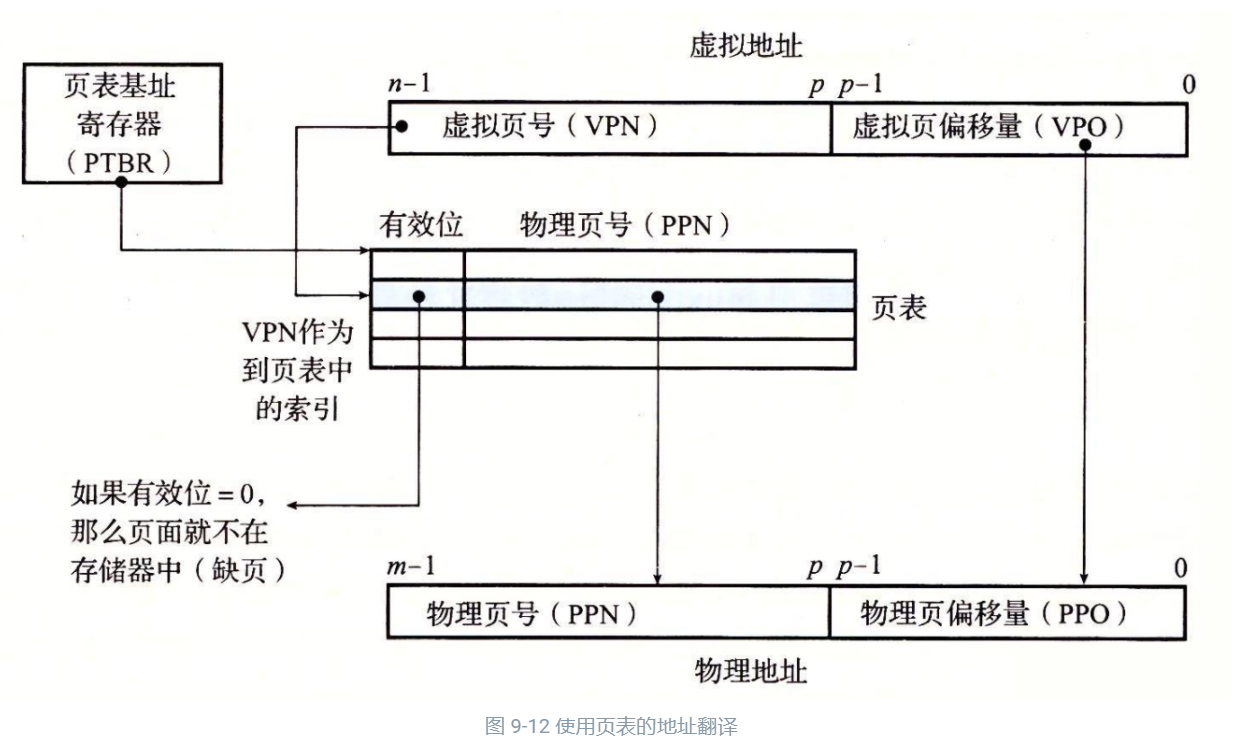 虚拟地址
页表基址
寄存器
(PTBR)
n-1
p p-1
0
虚拟页号(VPN)
虚拟页偏移量(VPO)
有效位
物理页号(PPN)
页表
VPN作为
到页表中
的索引
如果有效位=0,
那么页面就不在
存储器中(缺页)
m-1
p p-1
0
物理页号(PPN)
物理页偏移量(PPO)
物理地址
图 9-12 使用页表的地址翻译